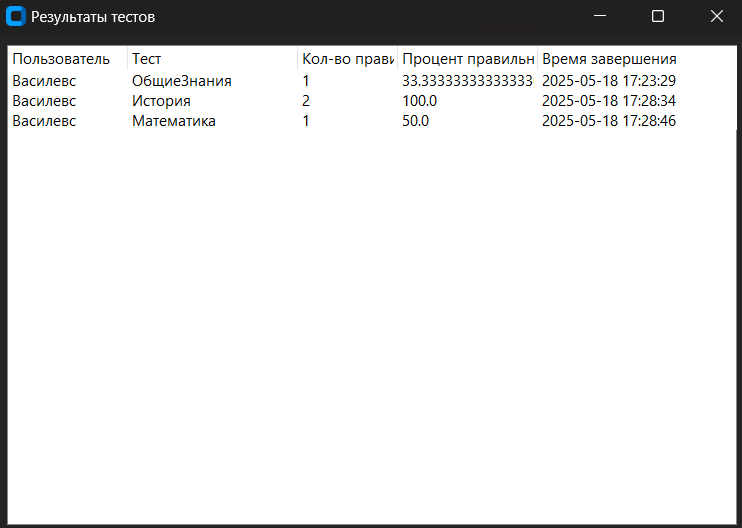 Результаты тестов
Пользователь Тест Кол-во прави Процент правильн Время завершения
Василевс ОбщиеЗнания 1 33.33333333333333 2025-05-18 17:23:29
Василевс История 2 100.0 2025-05-18 17:28:34
Василевс Математика 1 50.0 2025-05-18 17:28:46